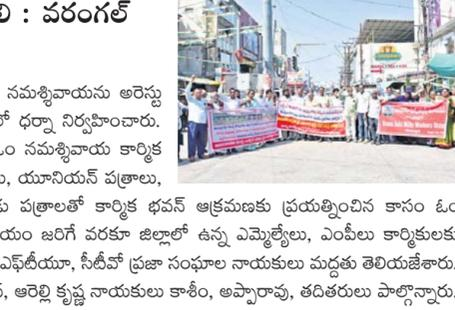 లి : వరంగల్
నమశ్శివాయను అరెస్టు
లో ధర్నా నిర్వహించారు.
ఓం నమశ్శివాయ కార్మిక
యూనియన్ పత్రాలు,
పత్రాలతో కార్మిక భవన్ ఆక్రమణకు ప్రయత్నించిన కాసం ఓం
యం జరిగే వరకూ జిల్లాలో ఉన్న ఎమ్మెల్యేలు, ఎంపీలు కార్మికులకు
ఎఫ్‌టీయూ, సీటీవో ప్రజా సంఘాల నాయకులు మద్దతు తెలియజేశారు.
ఆరెల్లి కృష్ణ నాయకులు కాశీం, అప్పారావు, తదితరులు పాల్గొన్నారు.